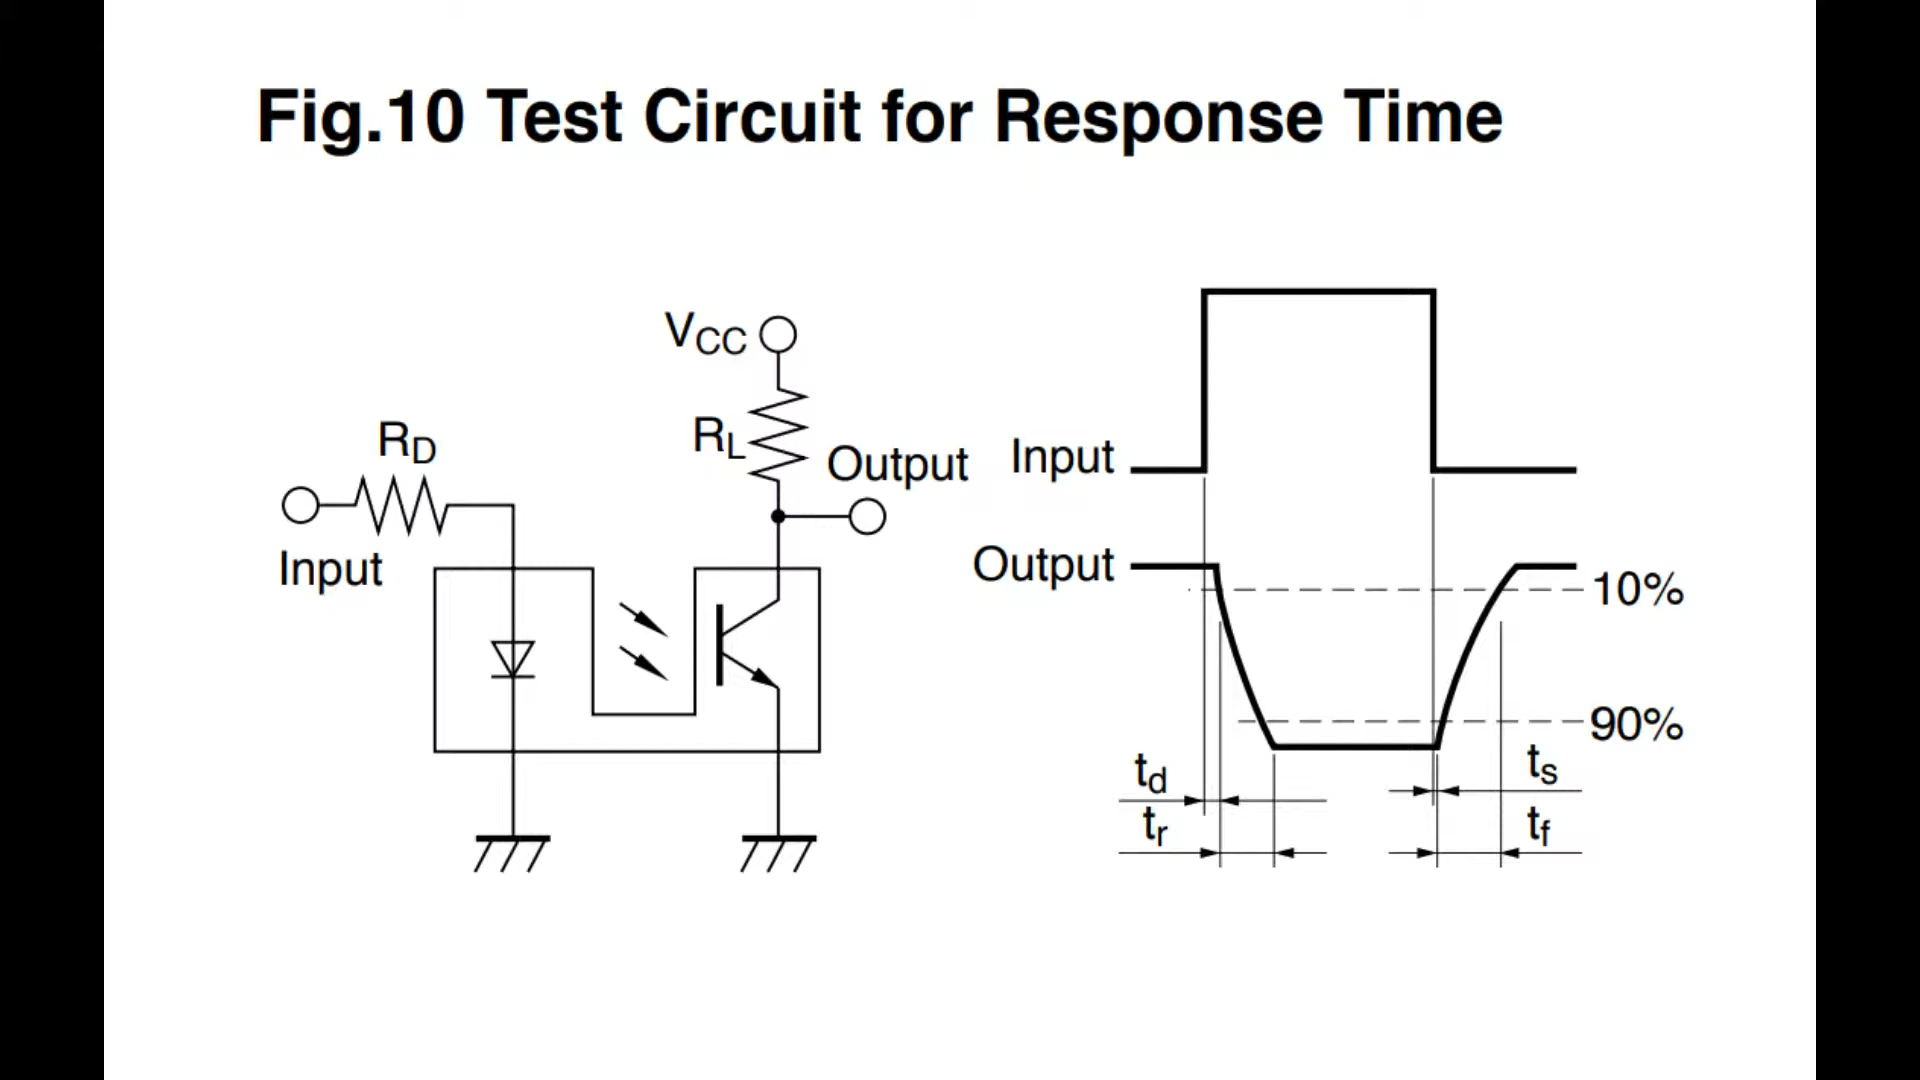 Fig.10 Test Circuit for Response Time
VCC
RD
RL
Output
Input
Input
Output
10%
90%
td
tr
ts
tf